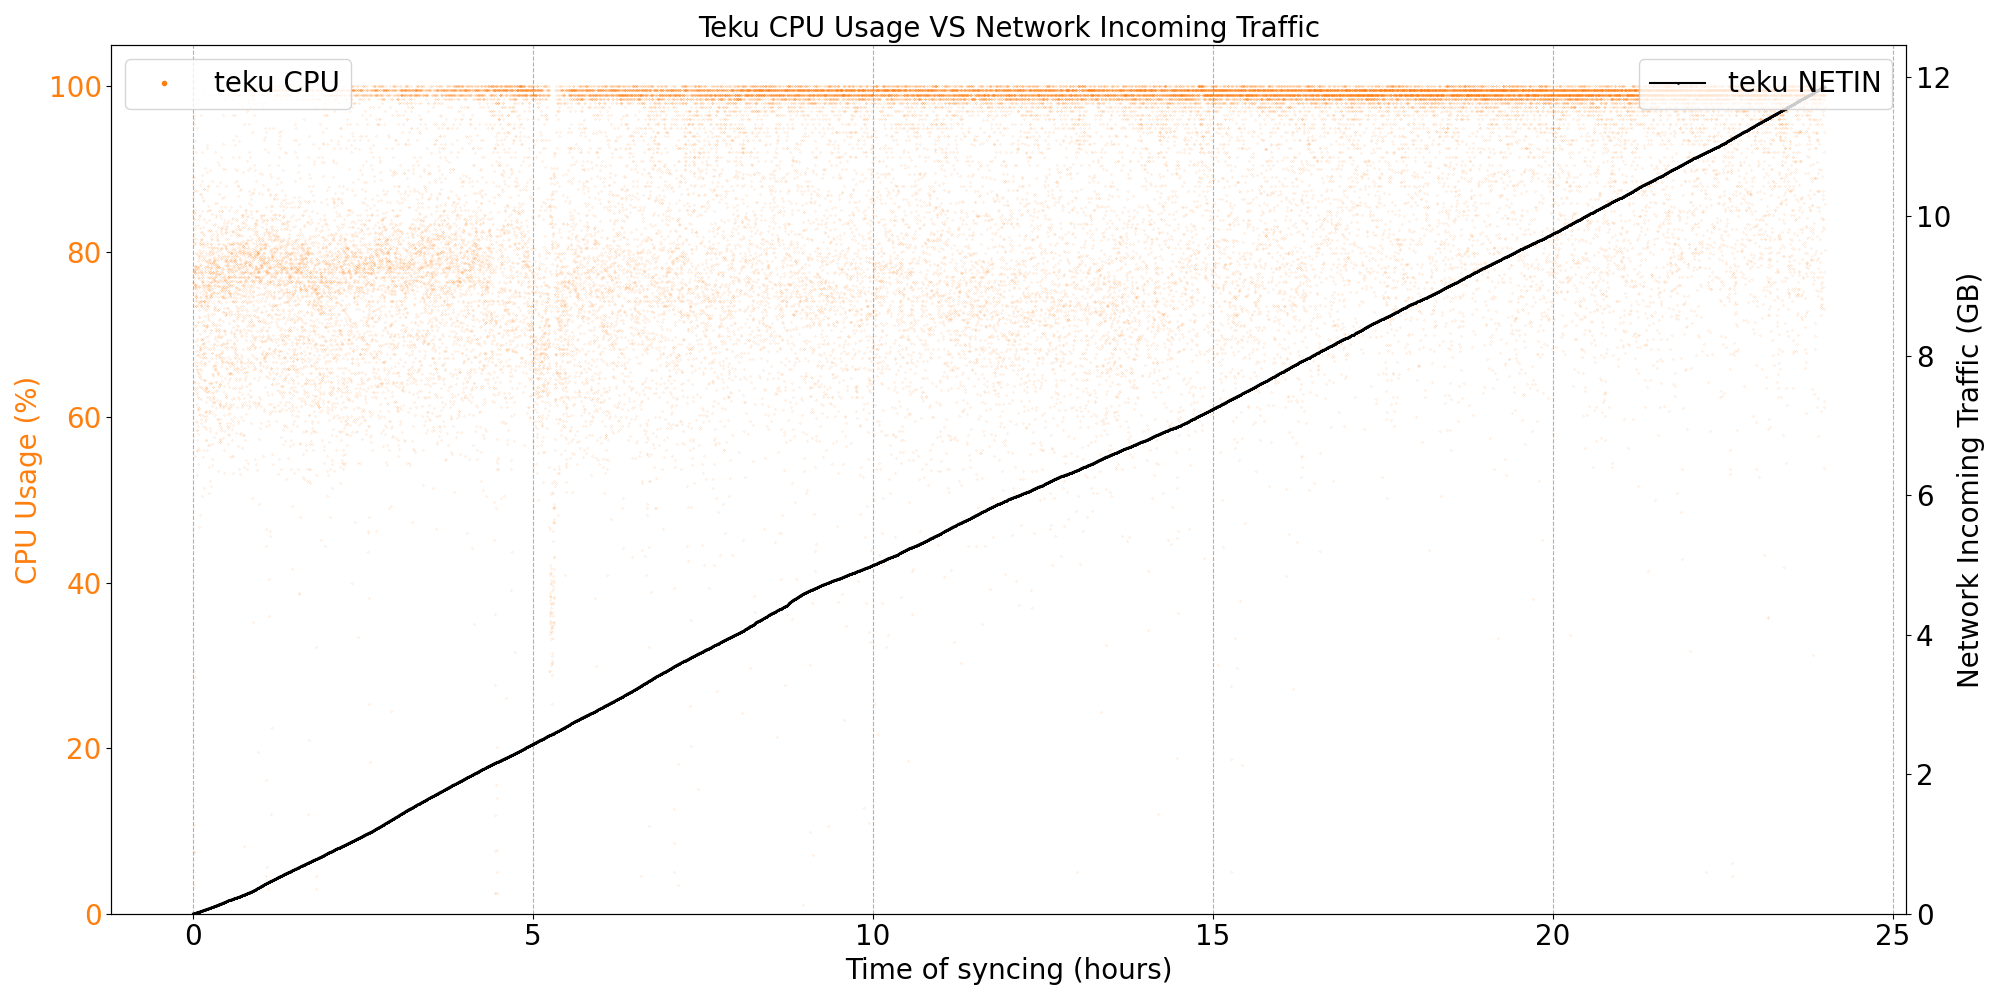 Teku CPU Usage VS Network Incoming Traffic
teku CPU
teku NETIN
CPU Usage (%)
100
80
60
40
20
0
12
10
8
6
4
2
0
Network Incoming Traffic (GB)
0 5 10 15 20 25
Time of syncing (hours)